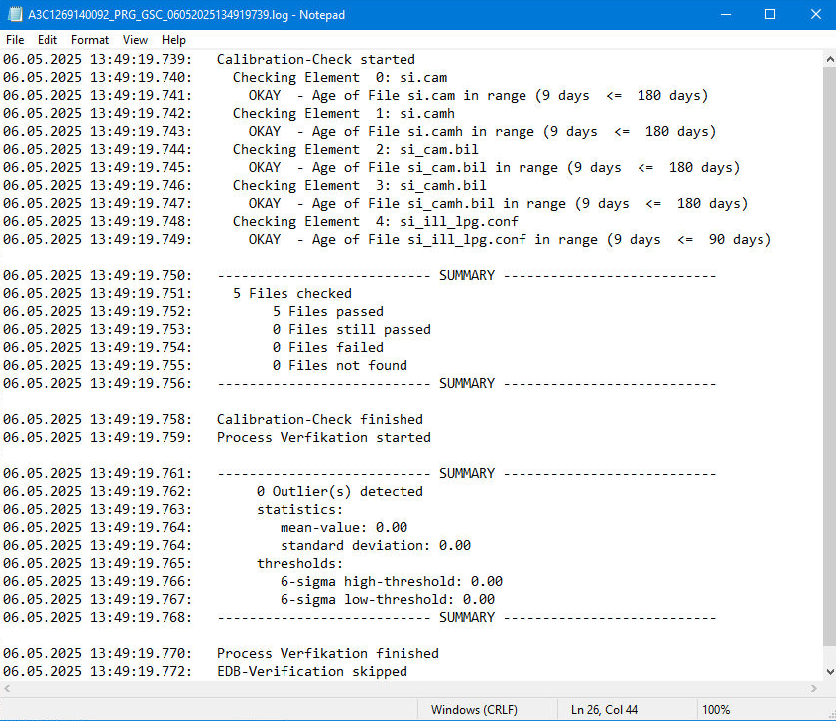 A3C1269140092_PRG_GSC_06052025134919739.log - Notepad
File Edit Format View Help
06.05.2025 13:49:19.739:   Calibration-Check started
06.05.2025 13:49:19.740:     Checking Element  0: si.cam
06.05.2025 13:49:19.741:       OKAY  - Age of File si.cam in range (9 days  <=  180 days)
06.05.2025 13:49:19.742:     Checking Element  1: si.camh
06.05.2025 13:49:19.743:       OKAY  - Age of File si.camh in range (9 days  <=  180 days)
06.05.2025 13:49:19.744:     Checking Element  2: si_cam.bil
06.05.2025 13:49:19.745:       OKAY  - Age of File si_cam.bil in range (9 days  <=  180 days)
06.05.2025 13:49:19.746:     Checking Element  3: si_camh.bil
06.05.2025 13:49:19.747:       OKAY  - Age of File si_camh.bil in range (9 days  <=  180 days)
06.05.2025 13:49:19.748:     Checking Element  4: si_ill_lpg.conf
06.05.2025 13:49:19.749:       OKAY  - Age of File si_ill_lpg.conf in range (9 days  <=  90 days)
06.05.2025 13:49:19.750:   --------------------------- SUMMARY ---------------------------
06.05.2025 13:49:19.751:     5 Files checked
06.05.2025 13:49:19.752:          5 Files passed
06.05.2025 13:49:19.753:          0 Files still passed
06.05.2025 13:49:19.754:          0 Files failed
06.05.2025 13:49:19.755:          0 Files not found
06.05.2025 13:49:19.756:   --------------------------- SUMMARY ---------------------------
06.05.2025 13:49:19.758:   Calibration-Check finished
06.05.2025 13:49:19.759:   Process Verfikation started
06.05.2025 13:49:19.761:   --------------------------- SUMMARY ---------------------------
06.05.2025 13:49:19.762:        0 Outlier(s) detected
06.05.2025 13:49:19.763:        statistics:
06.05.2025 13:49:19.764:           mean-value: 0.00
06.05.2025 13:49:19.764:           standard deviation: 0.00
06.05.2025 13:49:19.765:        thresholds:
06.05.2025 13:49:19.766:           6-sigma high-threshold: 0.00
06.05.2025 13:49:19.767:           6-sigma low-threshold: 0.00
06.05.2025 13:49:19.768:   --------------------------- SUMMARY ---------------------------
06.05.2025 13:49:19.770:   Process Verfikation finished
06.05.2025 13:49:19.772:   EDB-Verification skipped
Windows (CRLF) Ln 26, Col 44 100%